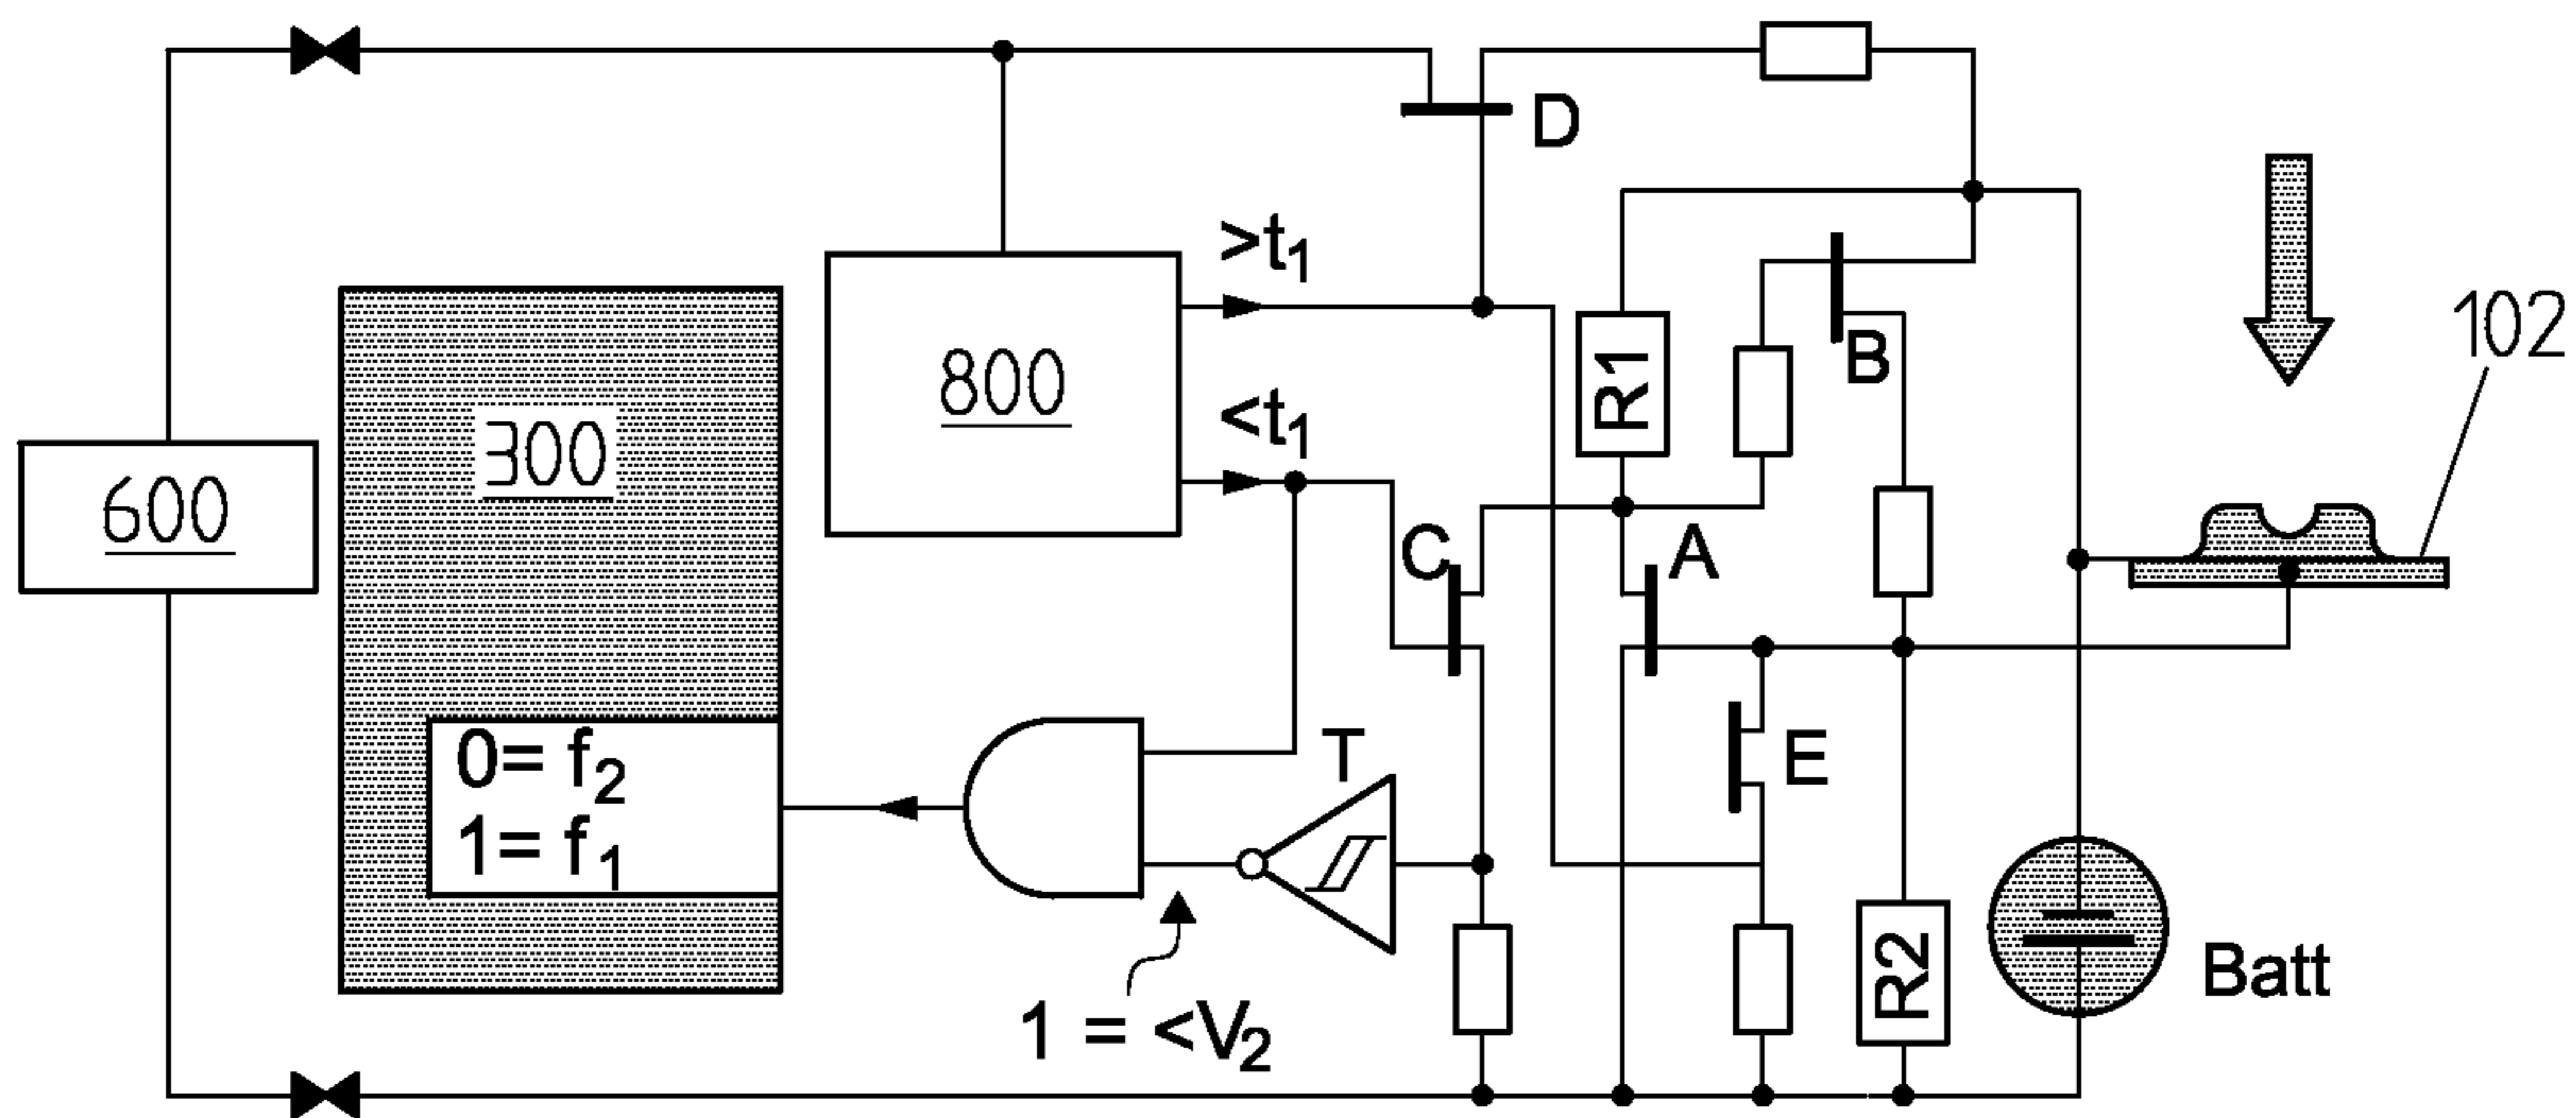 D
>t₁
102
B
R1
800
<t₁
300
600
C
A
T
E
0= f₂
1= f₁
R2
Batt
1 = <V₂